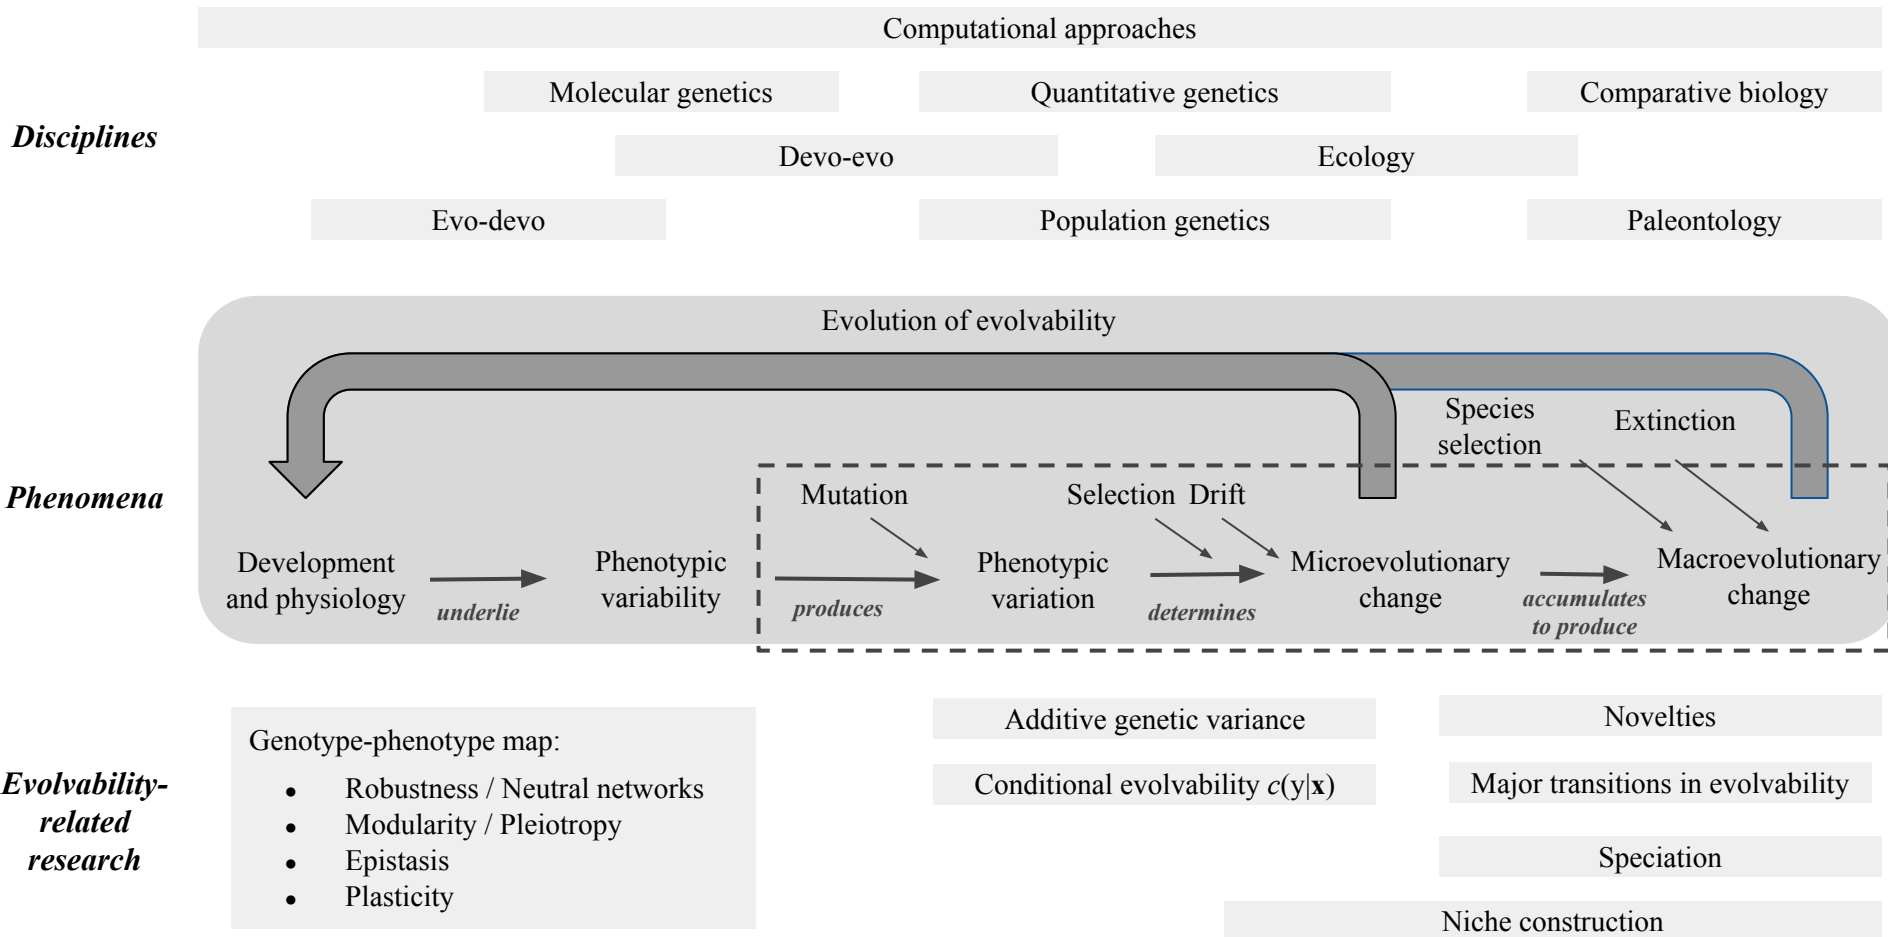 Computational approaches
Molecular genetics
Quantitative genetics
Comparative biology
Disciplines
Devo-evo
Ecology
Evo-devo
Population genetics
Paleontology
Evolution of evolvability
Species
selection
Extinction
Phenomena
Mutation
Selection
Drift
Development
and physiology
underlie
Phenotypic
variability
produces
Phenotypic
variation
determines
Microevolutionary
change
accumulates
to produce
Macroevolutionary
change
Evolvability-
related
research
Genotype-phenotype map:
● Robustness / Neutral networks
● Modularity / Pleiotropy
● Epistasis
● Plasticity
Additive genetic variance
Conditional evolvability c(y|x)
Novelties
Major transitions in evolvability
Speciation
Niche construction